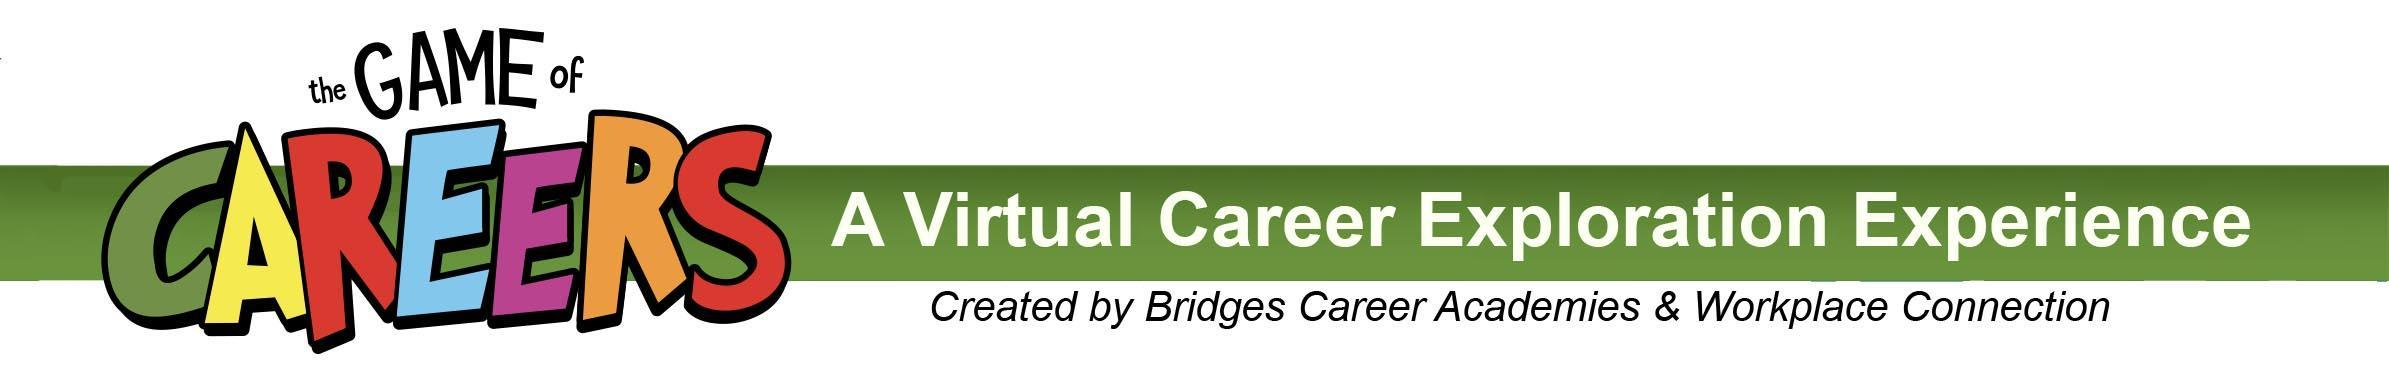 the GAME of
CAREERS
A Virtual Career Exploration Experience
Created by Bridges Career Academies & Workplace Connection